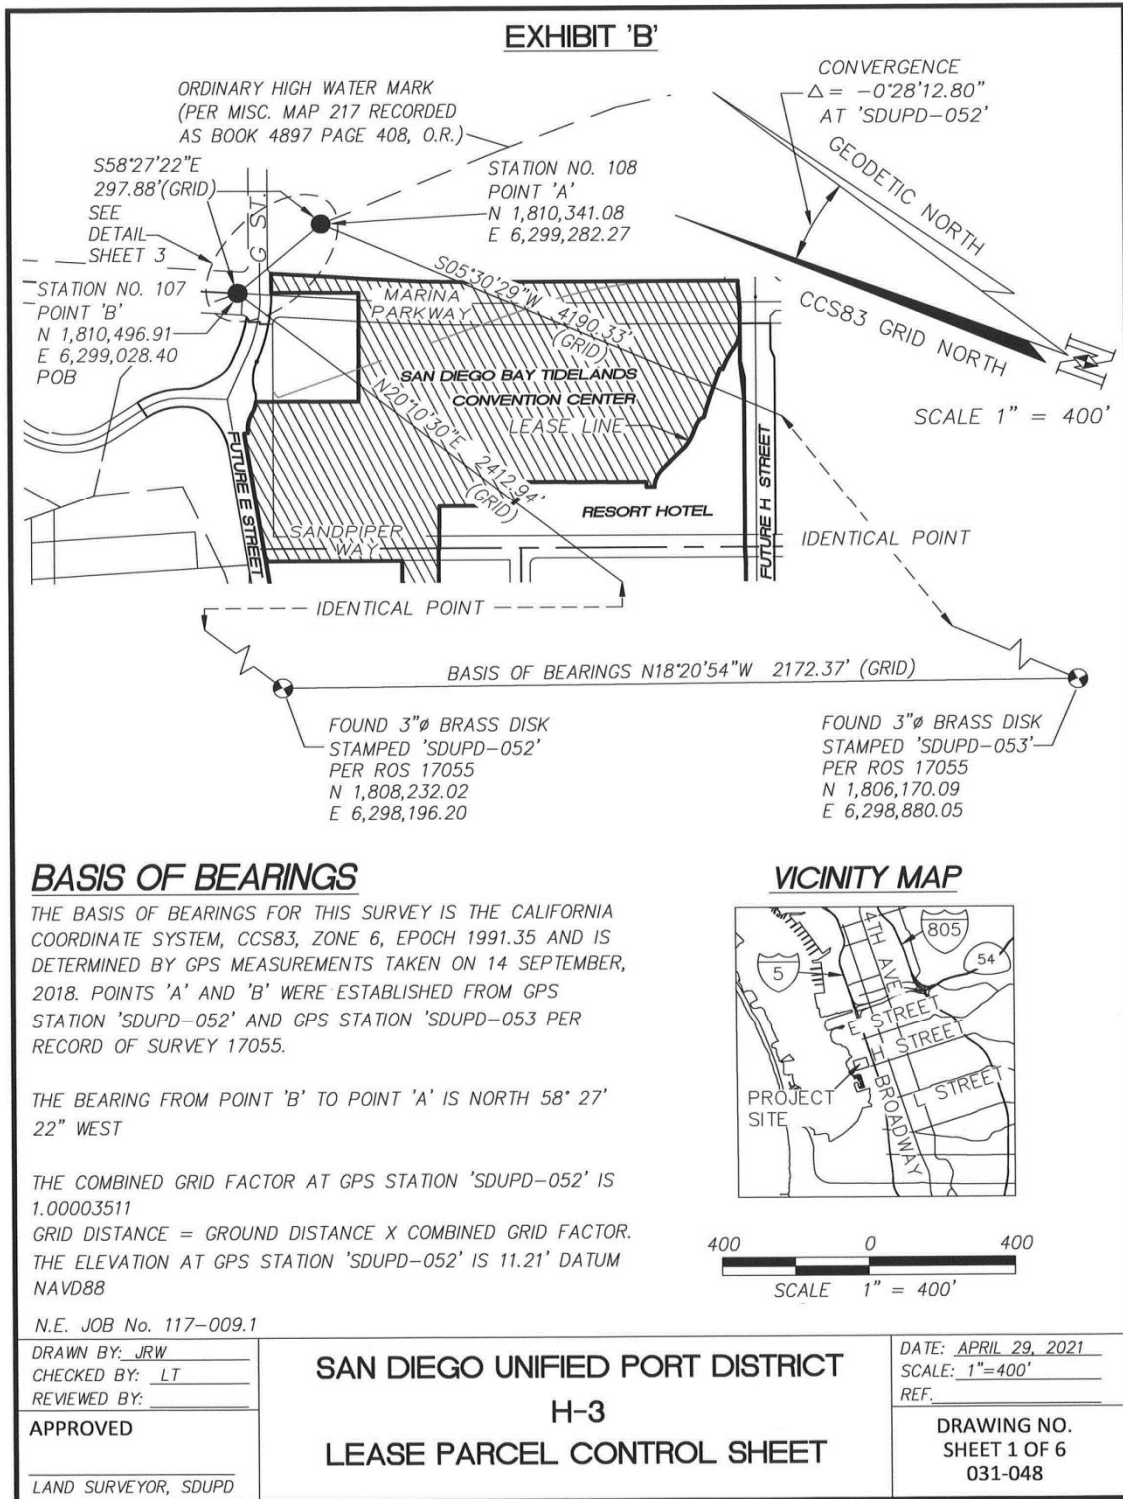 EXHIBIT 'B'
ORDINARY HIGH WATER MARK
(PER MISC. MAP 217 RECORDED
AS BOOK 4897 PAGE 408, O.R.)
CONVERGENCE
△ = -0°28'12.80"
AT 'SDUPD-052'
GEODETIC NORTH
CCS83 GRID NORTH
SCALE 1" = 400'
S58°27'22"E
297.88'(GRID)
SEE
DETAIL
SHEET 3
G ST.
STATION NO. 108
POINT 'A'
N 1,810,341.08
E 6,299,282.27
STATION NO. 107
POINT 'B'
N 1,810,496.91
E 6,299,028.40
POB
MARINA
PARKWAY
S05°30'29"W 4190.33'
(GRID)
SAN DIEGO BAY TIDELANDS
CONVENTION CENTER
N20°10'30"E 2412.94'
(GRID)
LEASE LINE
RESORT HOTEL
FUTURE E STREET
SANDPIPER
WAY
FUTURE H STREET
IDENTICAL POINT
IDENTICAL POINT
BASIS OF BEARINGS N18°20'54"W 2172.37' (GRID)
FOUND 3"ø BRASS DISK
STAMPED 'SDUPD-052'
PER ROS 17055
N 1,808,232.02
E 6,298,196.20
FOUND 3"ø BRASS DISK
STAMPED 'SDUPD-053'
PER ROS 17055
N 1,806,170.09
E 6,298,880.05
BASIS OF BEARINGS
THE BASIS OF BEARINGS FOR THIS SURVEY IS THE CALIFORNIA
COORDINATE SYSTEM, CCS83, ZONE 6, EPOCH 1991.35 AND IS
DETERMINED BY GPS MEASUREMENTS TAKEN ON 14 SEPTEMBER,
2018. POINTS 'A' AND 'B' WERE ESTABLISHED FROM GPS
STATION 'SDUPD-052' AND GPS STATION 'SDUPD-053 PER
RECORD OF SURVEY 17055.
THE BEARING FROM POINT 'B' TO POINT 'A' IS NORTH 58° 27'
22" WEST
THE COMBINED GRID FACTOR AT GPS STATION 'SDUPD-052' IS
1.00003511
GRID DISTANCE = GROUND DISTANCE X COMBINED GRID FACTOR.
THE ELEVATION AT GPS STATION 'SDUPD-052' IS 11.21' DATUM
NAVD88
N.E. JOB No. 117-009.1
VICINITY MAP
4TH AVE
805
5
54
E STREET
H STREET
L STREET
BROADWAY
PROJECT
SITE
400 0 400
SCALE 1" = 400'
DRAWN BY: JRW
CHECKED BY: LT
REVIEWED BY:
APPROVED
LAND SURVEYOR, SDUPD
SAN DIEGO UNIFIED PORT DISTRICT
H-3
LEASE PARCEL CONTROL SHEET
DATE: APRIL 29, 2021
SCALE: 1"=400'
REF.
DRAWING NO.
SHEET 1 OF 6
031-048